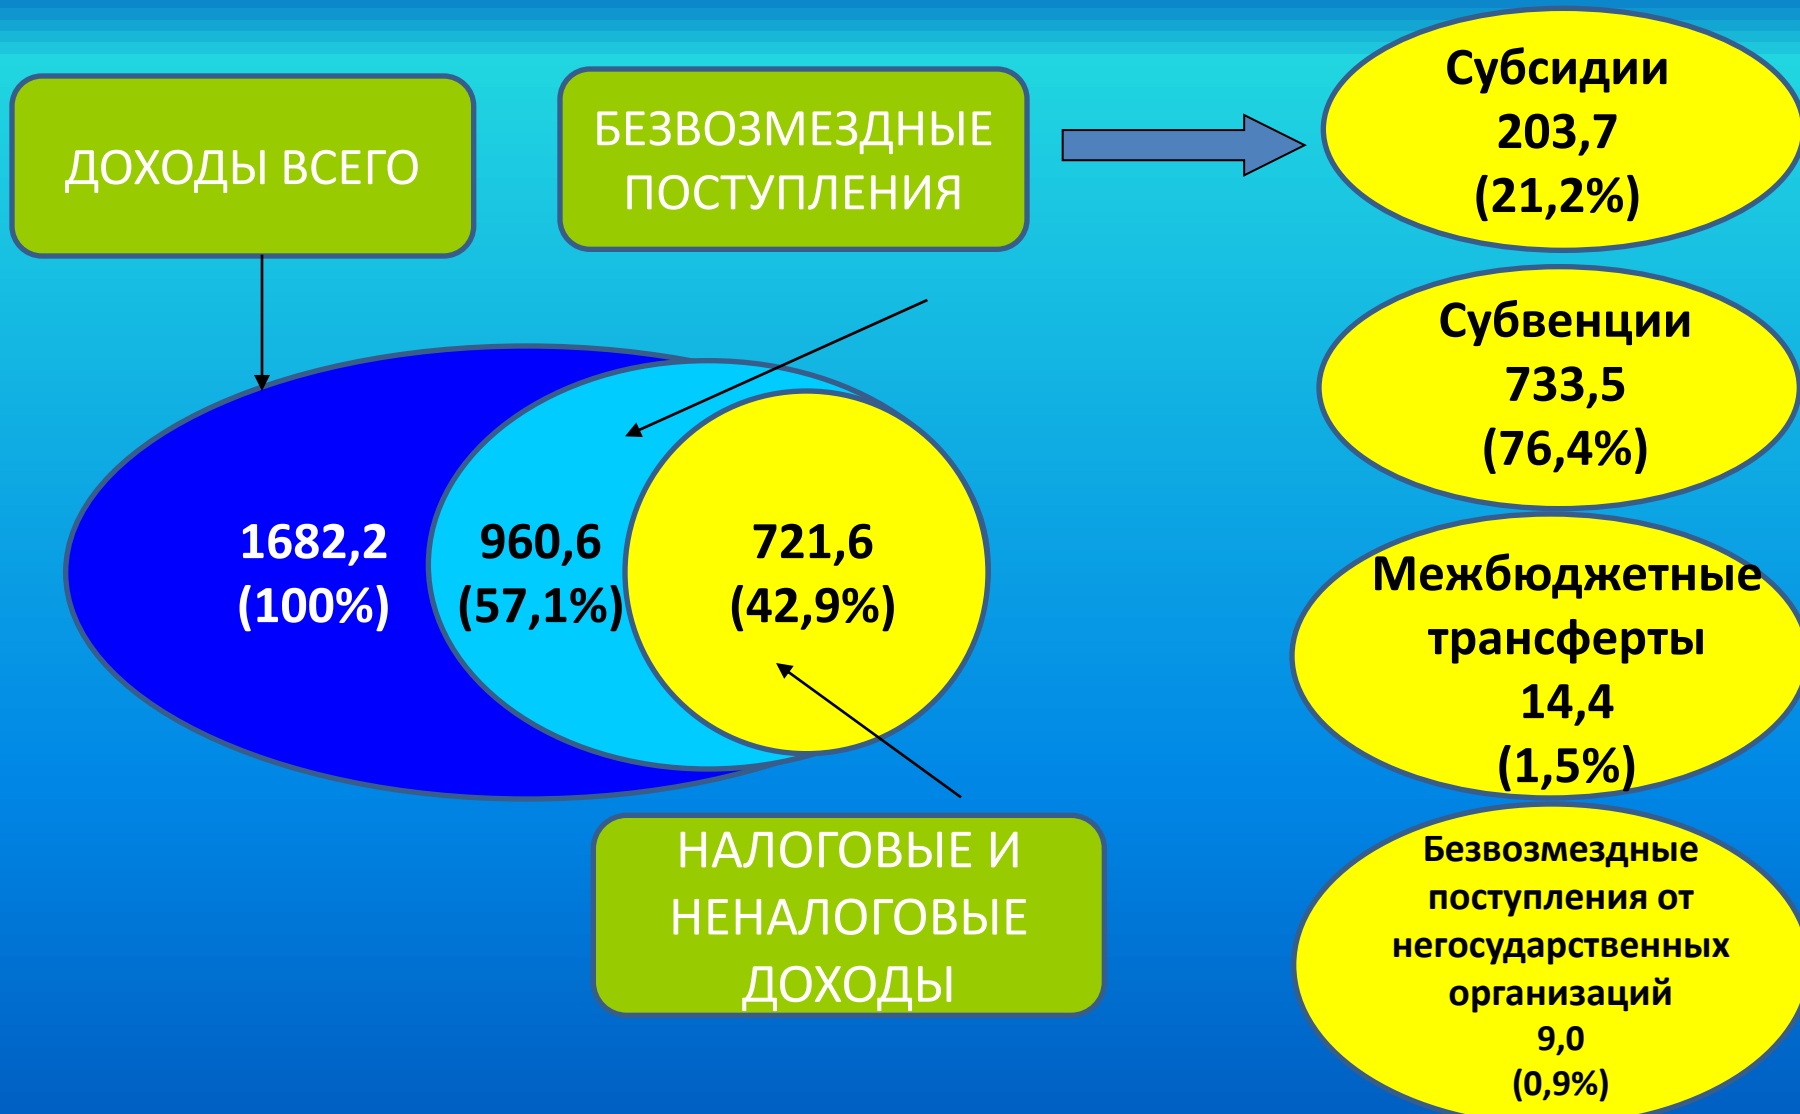 ДОХОДЫ ВСЕГО
БЕЗВОЗМЕЗДНЫЕ
ПОСТУПЛЕНИЯ
Субсидии
203,7
(21,2%)
Субвенции
733,5
(76,4%)
1682,2
(100%)
960,6
(57,1%)
721,6
(42,9%)
Межбюджетные
трансферты
14,4
(1,5%)
НАЛОГОВЫЕ И
НЕНАЛОГОВЫЕ
ДОХОДЫ
Безвозмездные
поступления от
негосударственных
организаций
9,0
(0,9%)